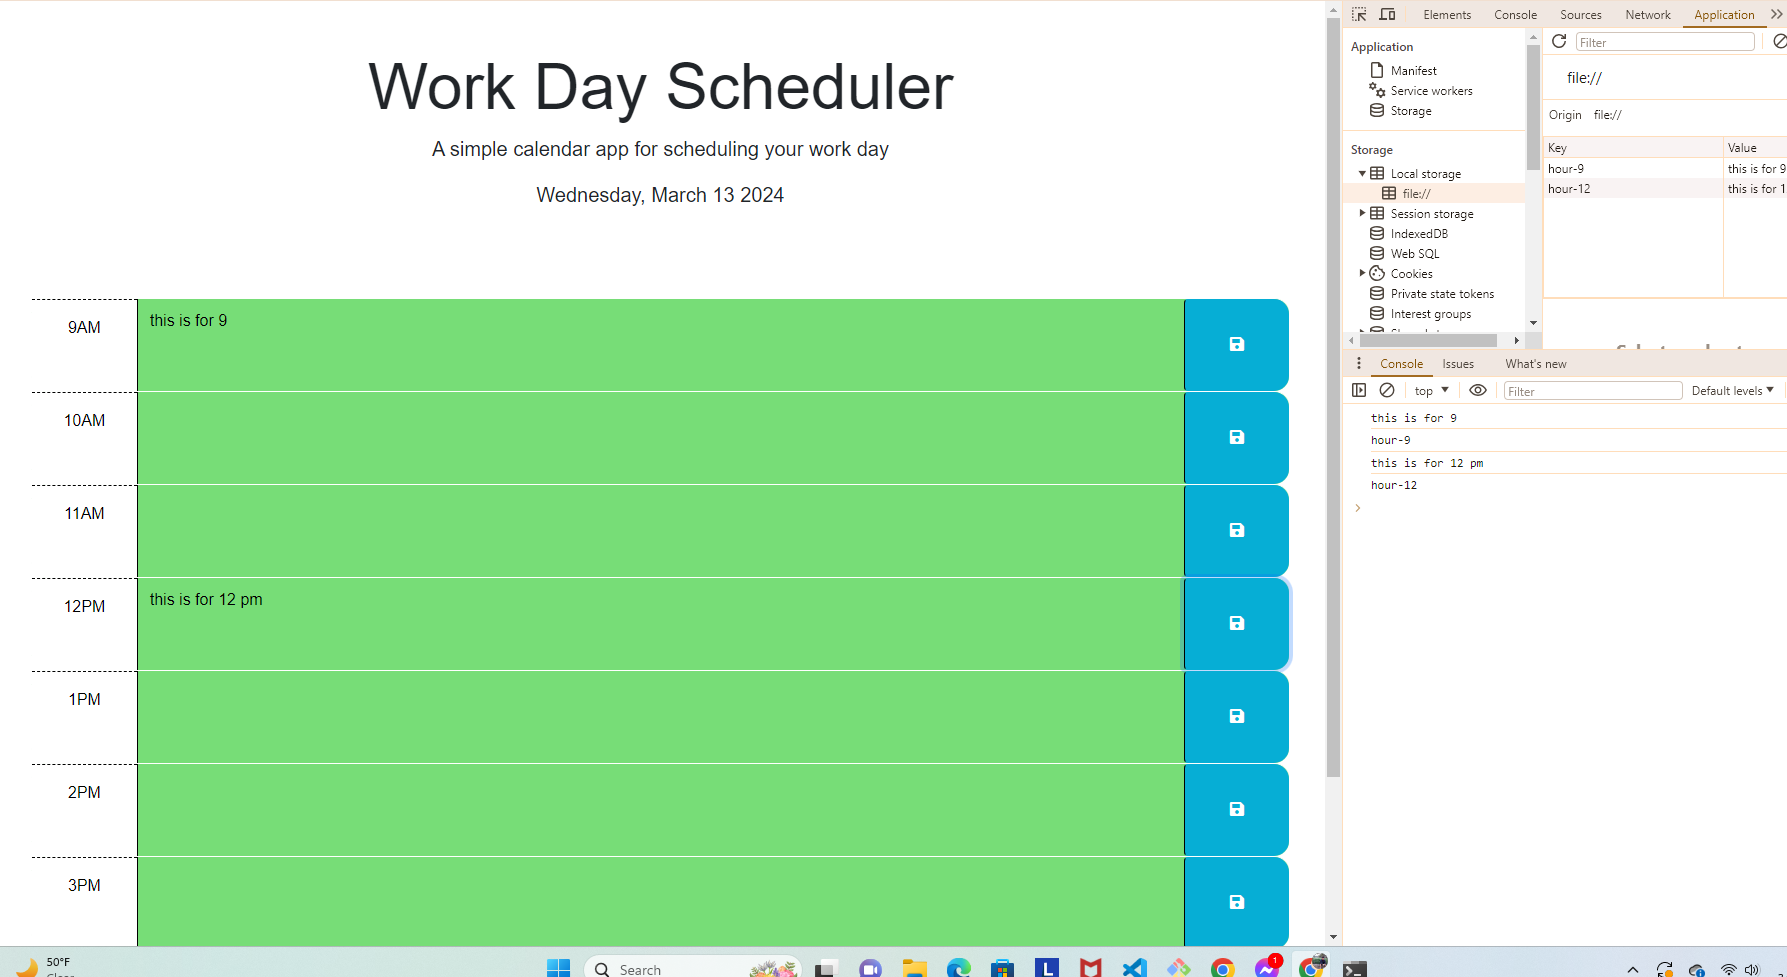 Work Day Scheduler
A simple calendar app for scheduling your work day
Wednesday, March 13 2024
9AM
this is for 9
10AM
11AM
12PM
this is for 12 pm
1PM
2PM
3PM
Elements Console Sources Network Application
Application
Manifest
Service workers
Storage
Storage
Local storage
file://
Session storage
IndexedDB
Web SQL
Cookies
Private state tokens
Interest groups
Filter
file://
Origin file://
Key Value
hour-9 this is for 9
hour-12 this is for 1
Console Issues What's new
top Filter Default levels
this is for 9
hour-9
this is for 12 pm
hour-12
50°F
Clear
Search
L
1